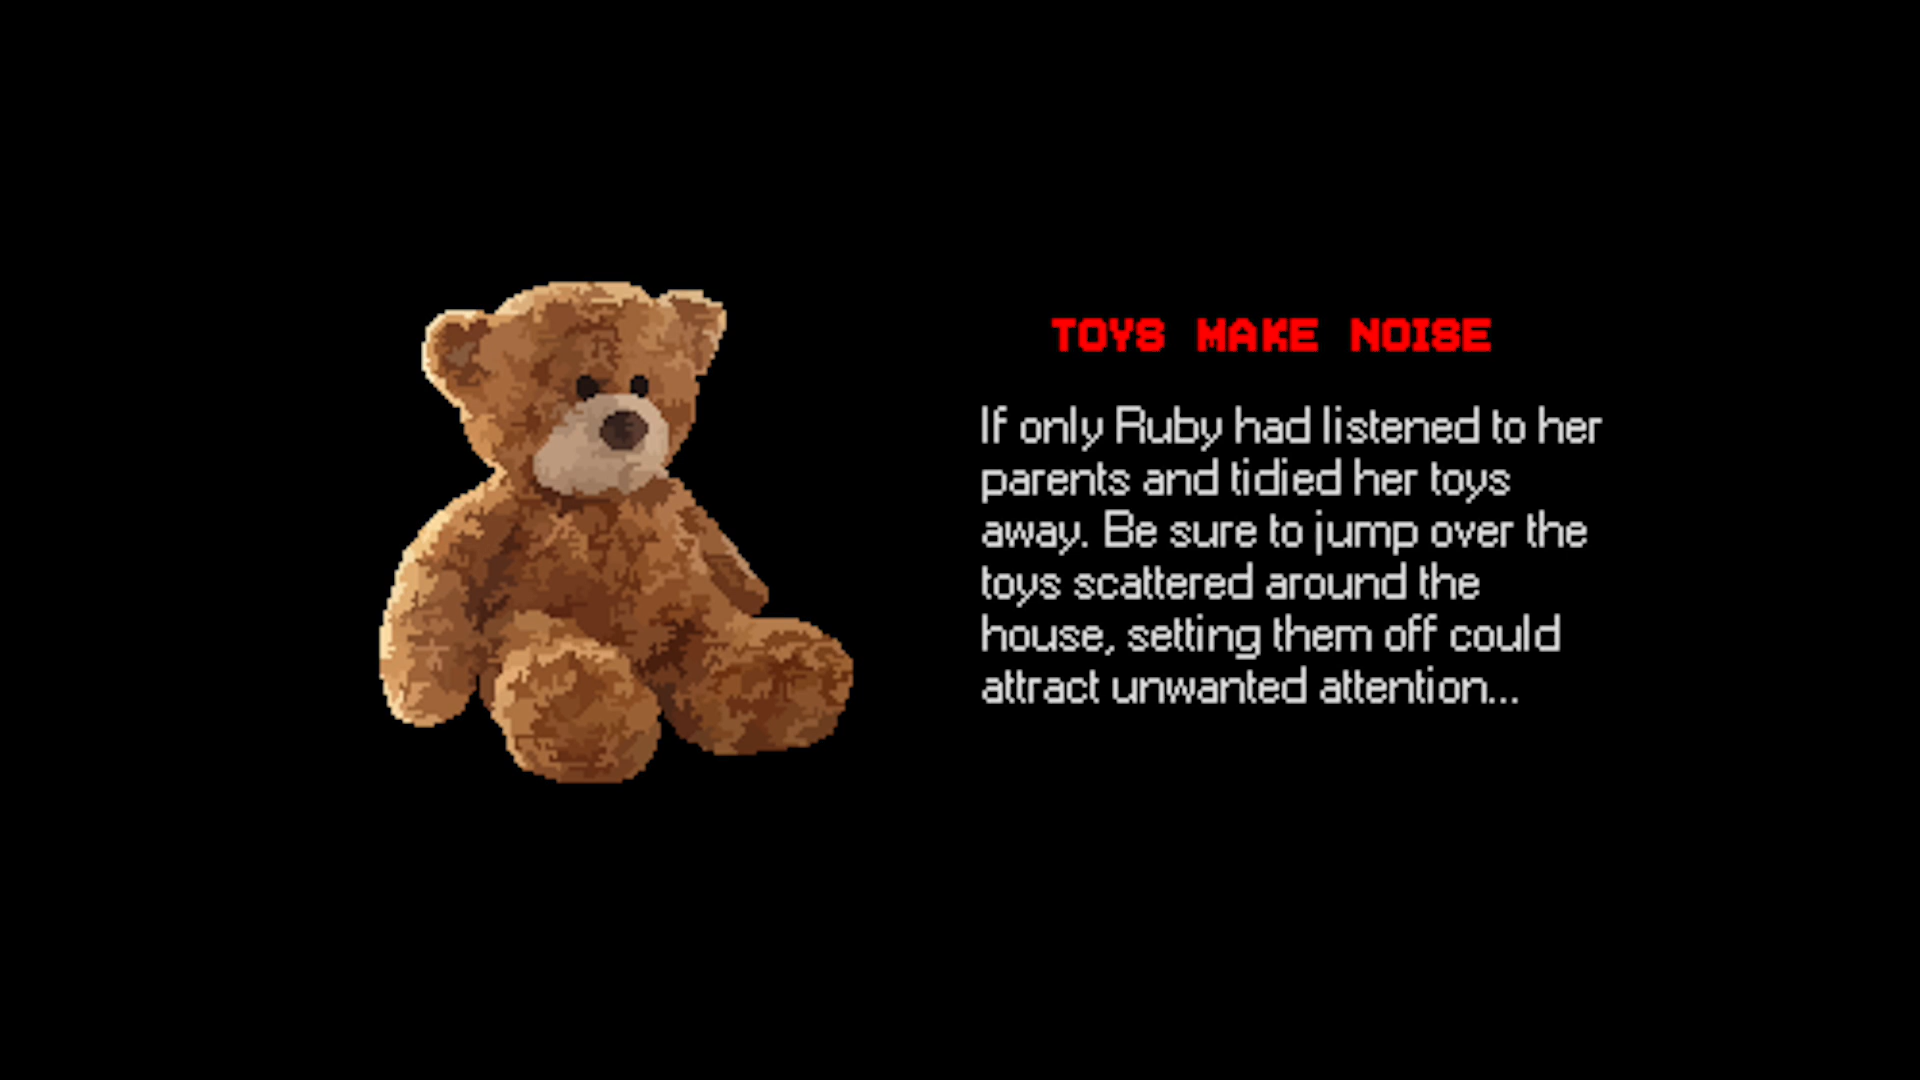 TOYS MAKE NOISE
If only Ruby had listened to her
parents and tidied her toys
away. Be sure to jump over the
toys scattered around the
house, setting them off could
attract unwanted attention...